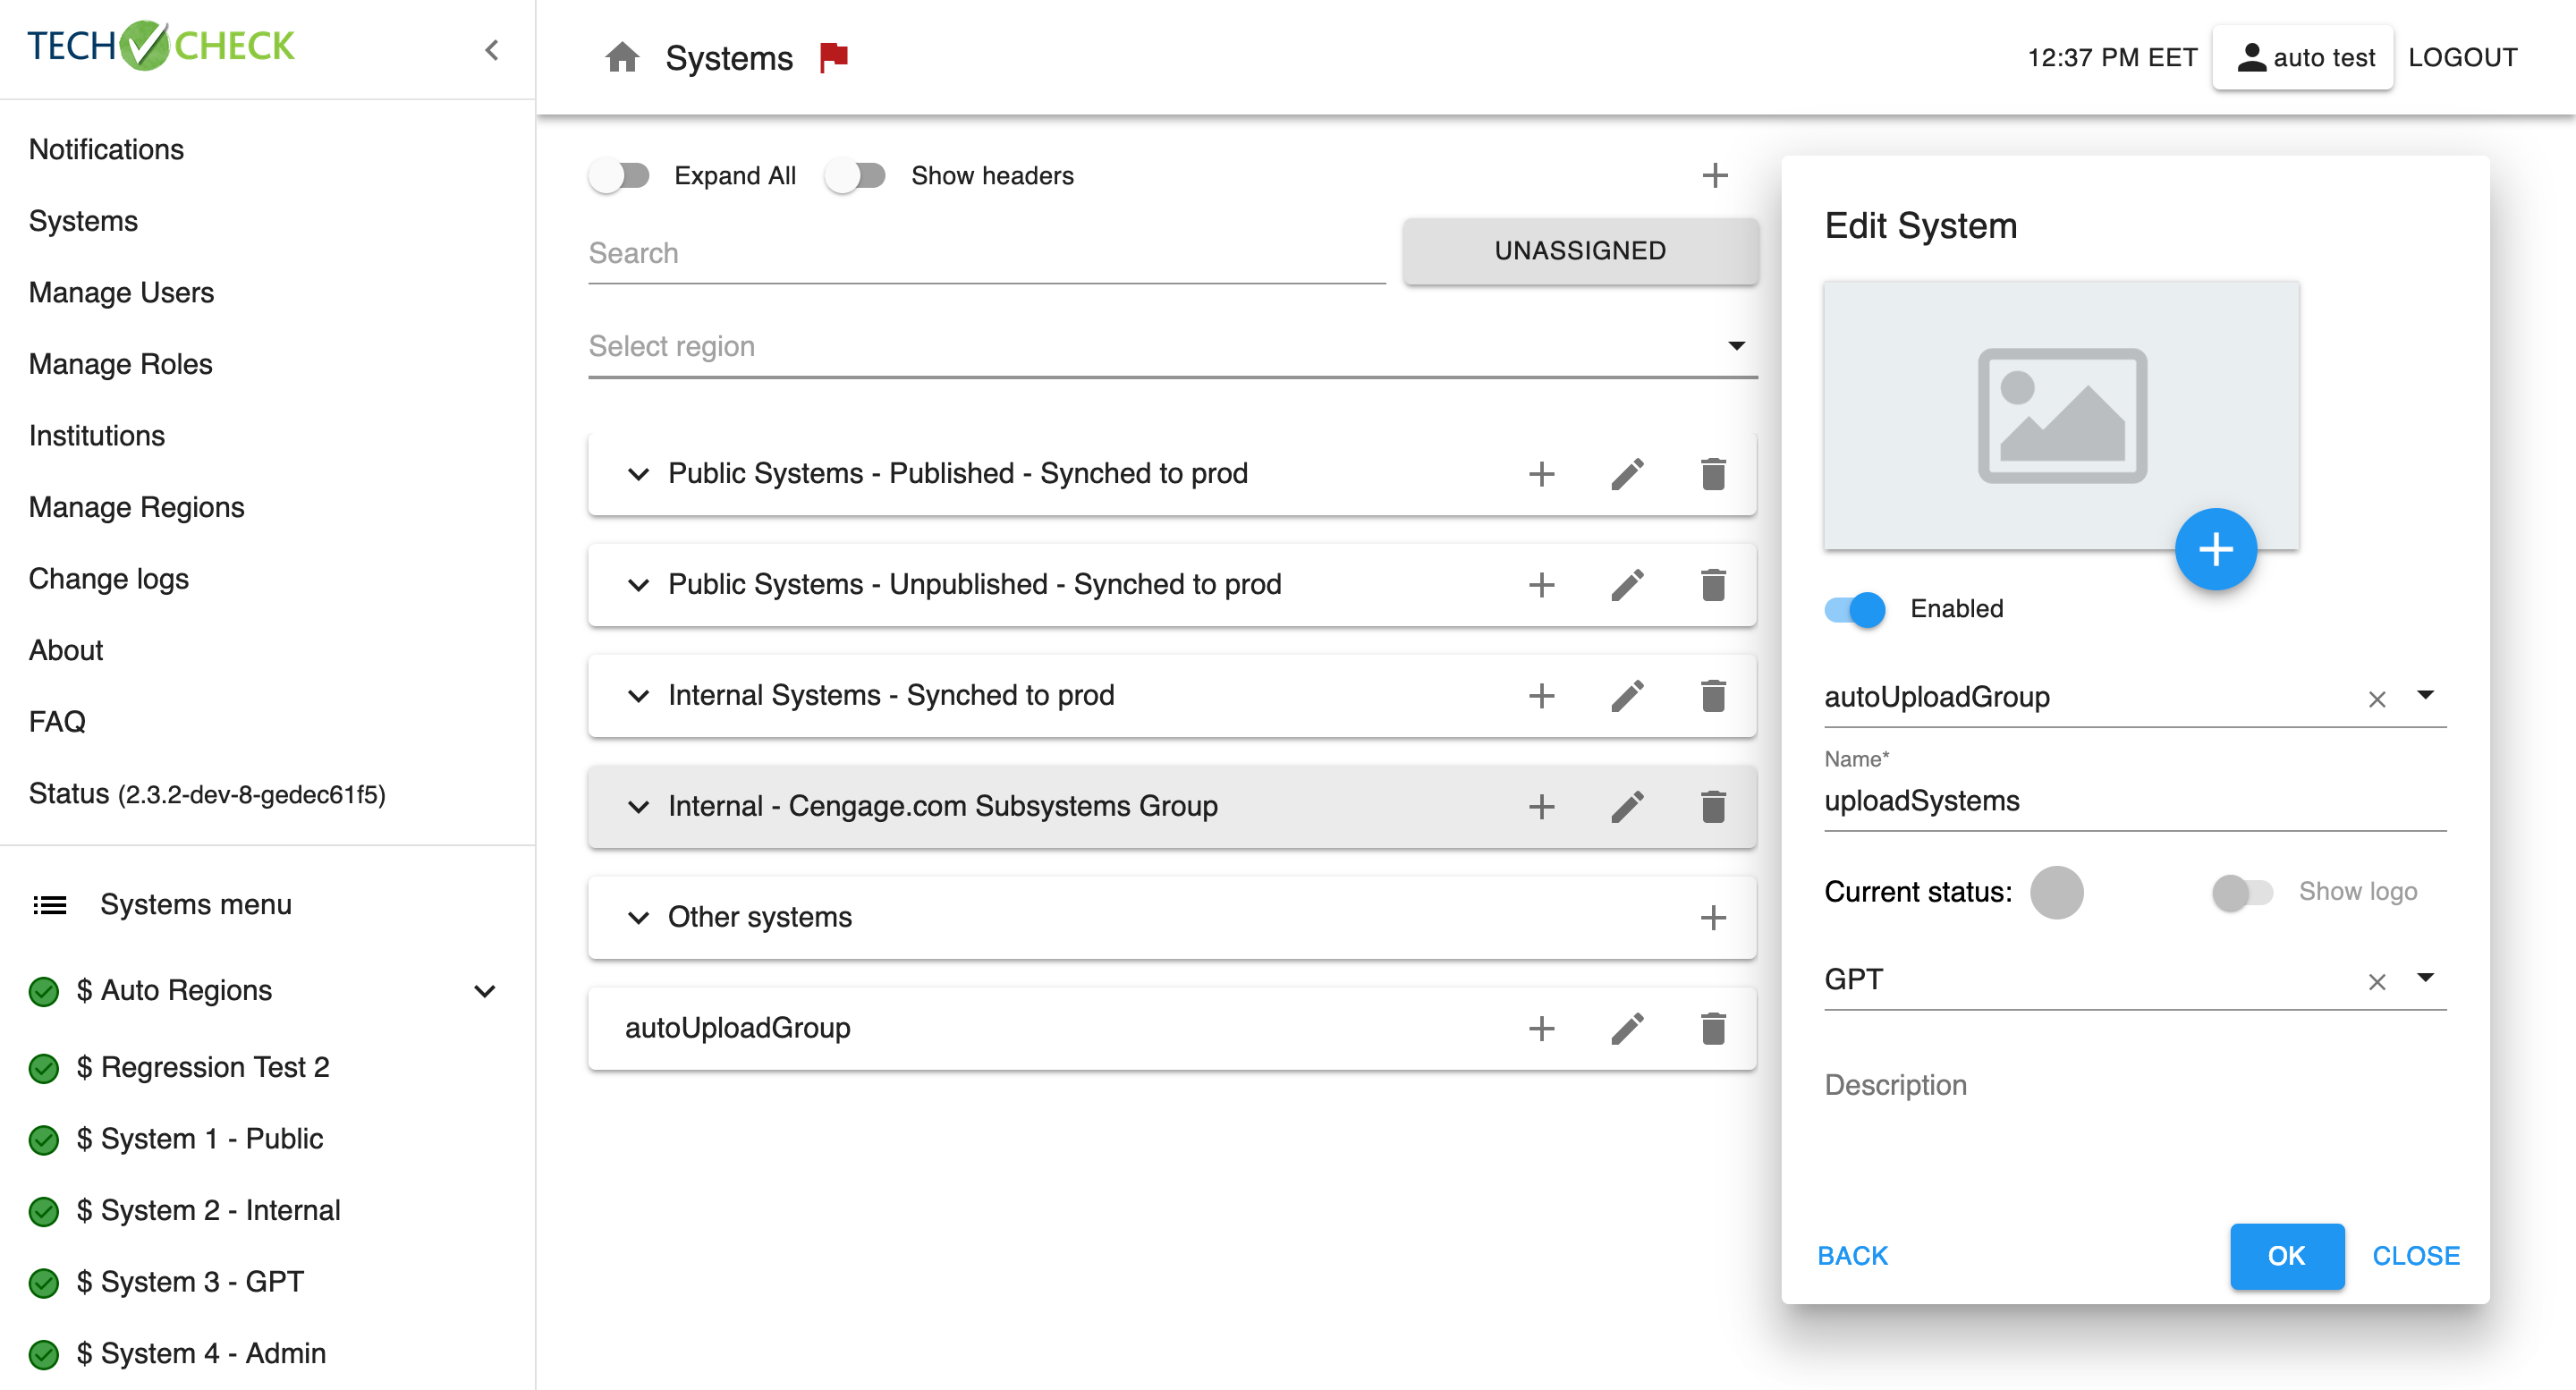 TECH CHECK
Notifications
Systems
Manage Users
Manage Roles
Institutions
Manage Regions
Change logs
About
FAQ
Status (2.3.2-dev-8-gedec61f5)
Systems menu
$ Auto Regions
$ Regression Test 2
$ System 1 - Public
$ System 2 - Internal
$ System 3 - GPT
$ System 4 - Admin
Systems
12:37 PM EET
auto test
LOGOUT
Expand All
Show headers
Search
UNASSIGNED
Select region
Public Systems - Published - Synched to prod
Public Systems - Unpublished - Synched to prod
Internal Systems - Synched to prod
Internal - Cengage.com Subsystems Group
Other systems
autoUploadGroup
Edit System
Enabled
autoUploadGroup
Name*
uploadSystems
Current status:
Show logo
GPT
Description
BACK
OK
CLOSE